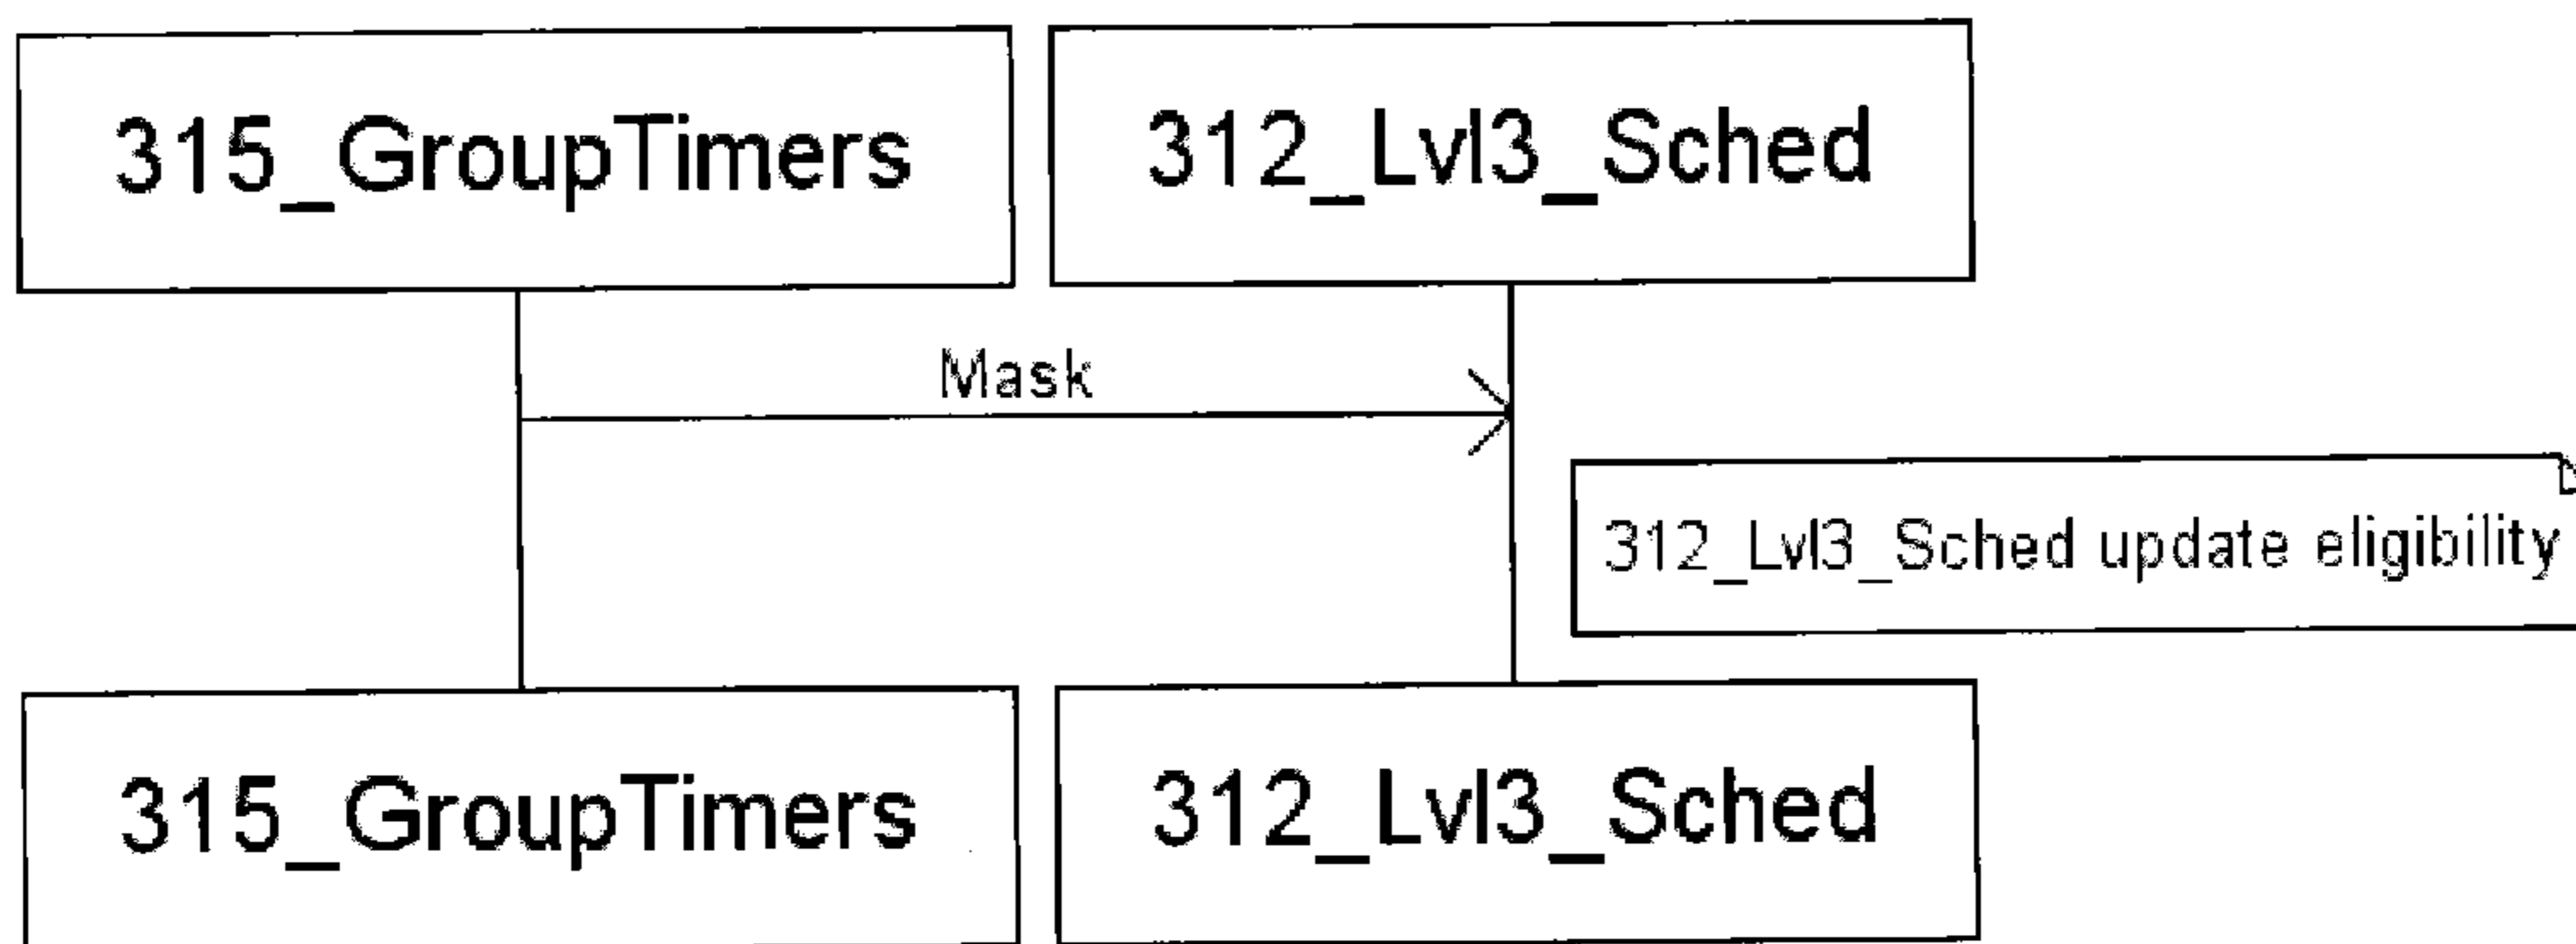 315_GroupTimers
312_Lvl3_Sched
Mask
312_Lvl3_Sched update eligibility
315_GroupTimers
312_Lvl3_Sched